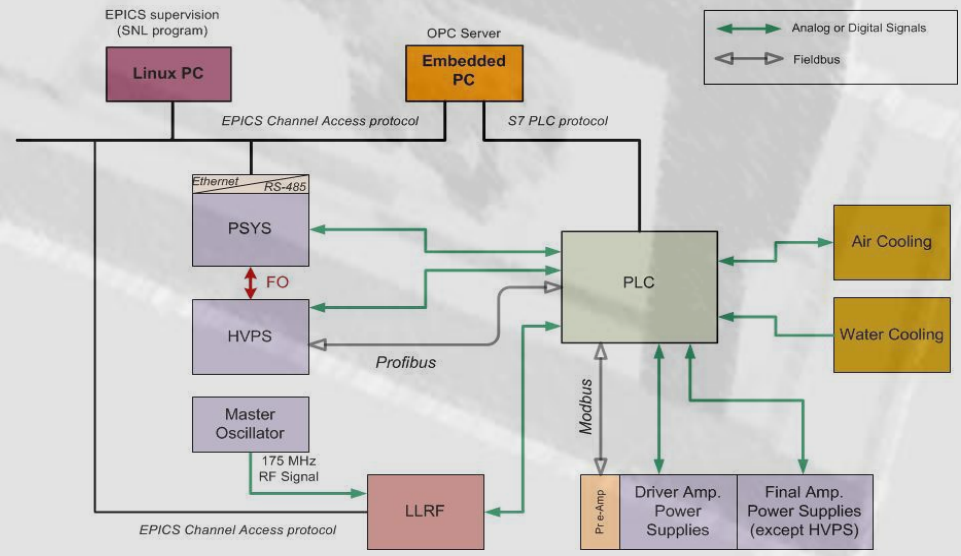 EPICS supervision
(SNL program)
Linux PC
OPC Server
Embedded
PC
Analog or Digital Signals
Fieldbus
EPICS Channel Access protocol
S7 PLC protocol
Ethernet
RS-485
PSYS
FO
HVPS
Profibus
PLC
Air Cooling
Water Cooling
Modbus
Master
Oscillator
175 MHz
RF Signal
LLRF
EPICS Channel Access protocol
Pre-Amp
Driver Amp.
Power
Supplies
Final Amp.
Power Supplies
(except HVPS)